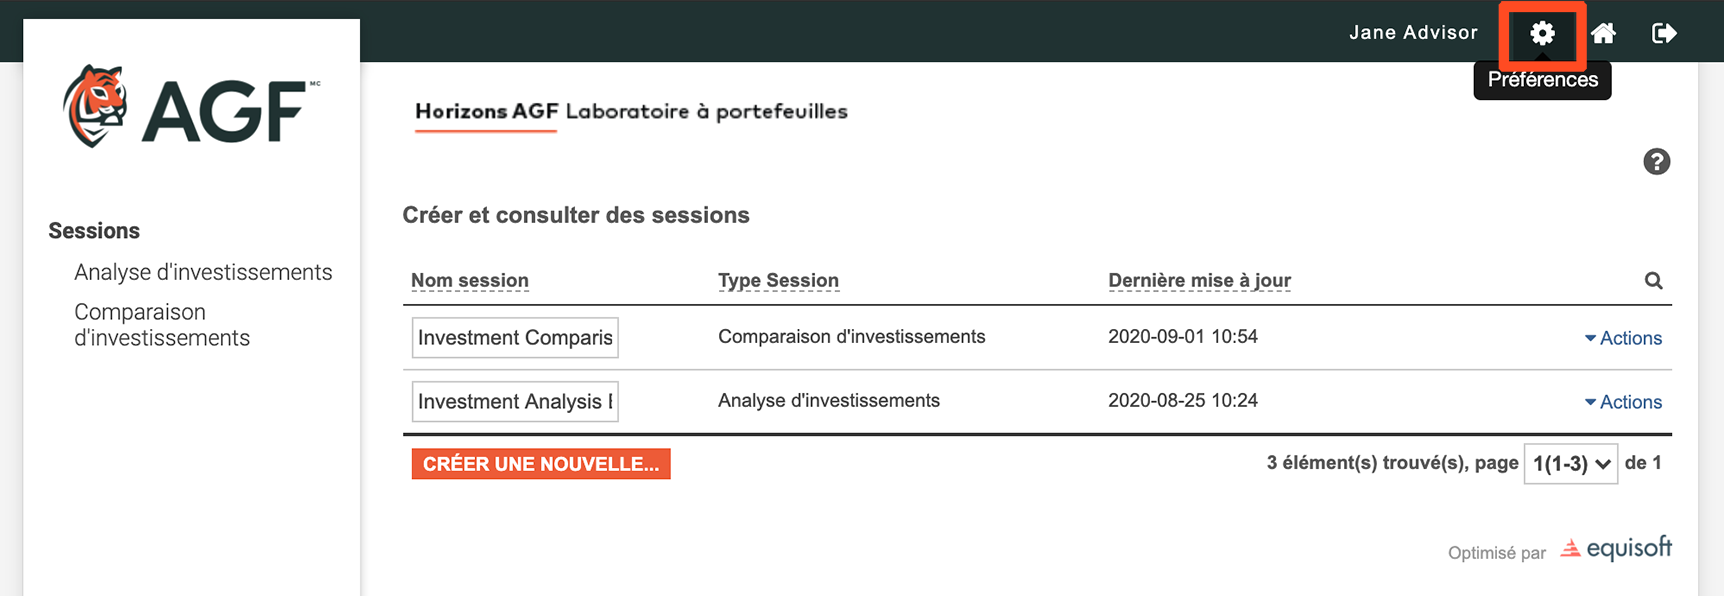 Jane Advisor
Préférences
AGF MC
Horizons AGF Laboratoire à portefeuilles
?
Sessions
Analyse d'investissements
Comparaison
d'investissements
Créer et consulter des sessions
Nom session Type Session Dernière mise à jour
Investment Comparis Comparaison d'investissements 2020-09-01 10:54 Actions
Investment Analysis Analyse d'investissements 2020-08-25 10:24 Actions
CRÉER UNE NOUVELLE... 3 élément(s) trouvé(s), page 1(1-3) de 1
Optimisé par equisoft